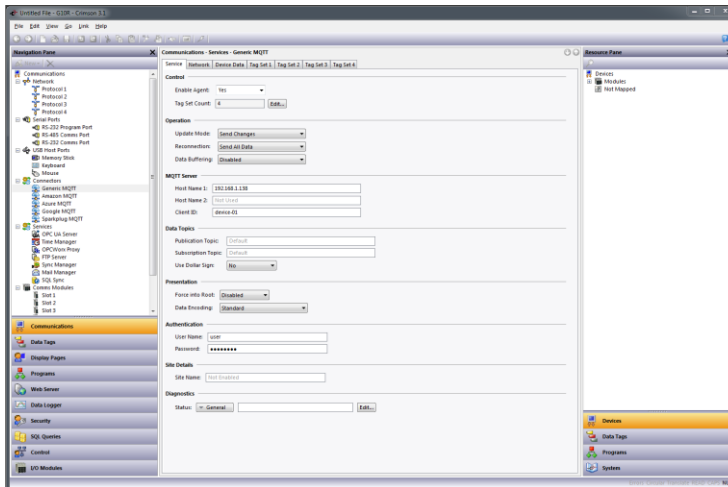 Untitled File - G10R - Crimson 3.1
File Edit View Go Link Help
Navigation Pane
Communications
Network
Protocol 1
Protocol 2
Protocol 3
Protocol 4
Serial Ports
RS-232 Program Port
RS-485 Comms Port
RS-232 Comms Port
USB Host Ports
Memory Stick
Keyboard
Mouse
Connectors
Generic MQTT
Amazon MQTT
Azure MQTT
Google MQTT
Sparkplug MQTT
Services
OPC UA Server
Time Manager
OPCWorx Proxy
FTP Server
Sync Manager
Mail Manager
SQL Sync
Comms Modules
Slot 1
Slot 2
Slot 3
Communications
Data Tags
Display Pages
Programs
Web Server
Data Logger
Security
SQL Queries
Control
I/O Modules
Communications - Services - Generic MQTT
Service Network Device Data Tag Set 1 Tag Set 2 Tag Set 3 Tag Set 4
Control
Enable Agent: Yes
Tag Set Count: 4 Edit...
Operation
Update Mode: Send Changes
Reconnection: Send All Data
Data Buffering: Disabled
MQTT Server
Host Name 1: 192.168.1.138
Host Name 2: Not Used
Client ID: device-01
Data Topics
Publication Topic: Default
Subscription Topic: Default
Use Dollar Sign: No
Presentation
Force into Root: Disabled
Data Encoding: Standard
Authentication
User Name: user
Password: ••••••••
Site Details
Site Name: Not Enabled
Diagnostics
Status: General Edit...
Resource Pane
Devices
Modules
Not Mapped
Devices
Data Tags
Programs
System